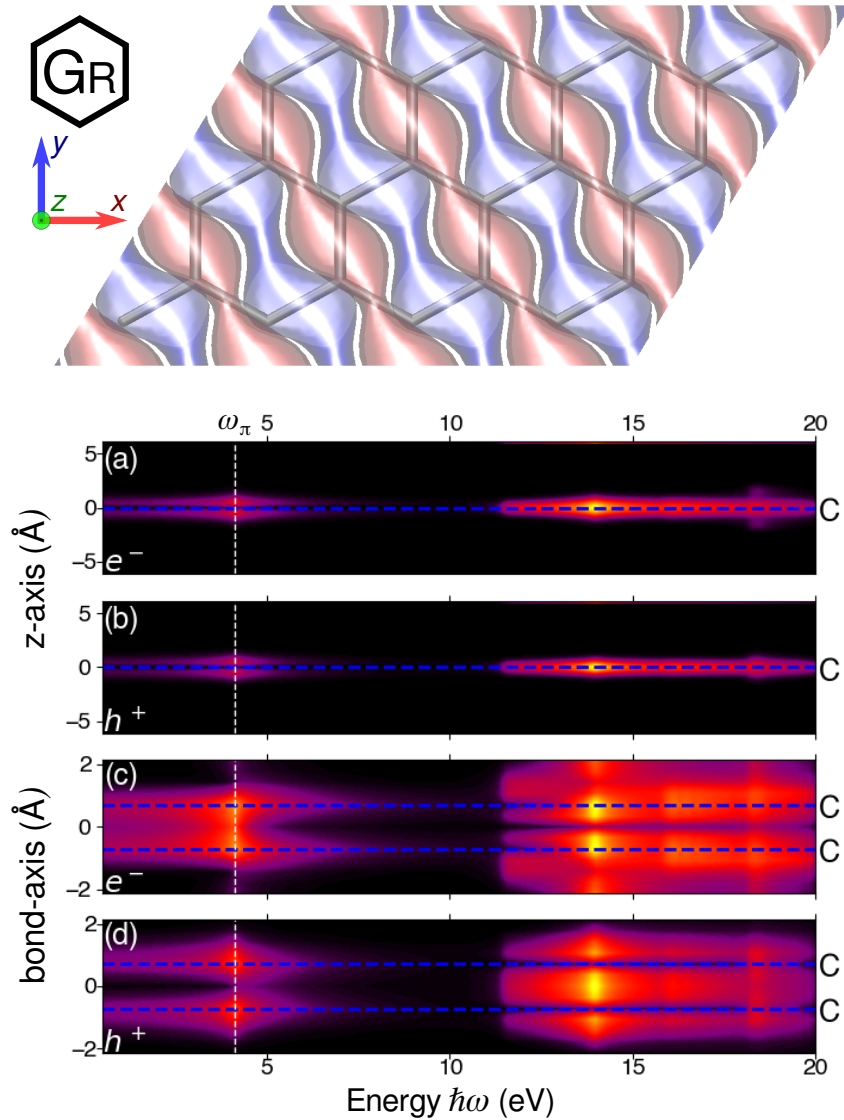 GR
y
z
x
ωπ 5 10 15 20
(a)
5
0
−5
C
e−
(b)
5
0
−5
C
h+
z-axis (Å)
(c)
2
0
−2
C
C
e−
(d)
2
0
−2
C
C
h+
bond-axis (Å)
5 10 15 20
Energy ℏω (eV)